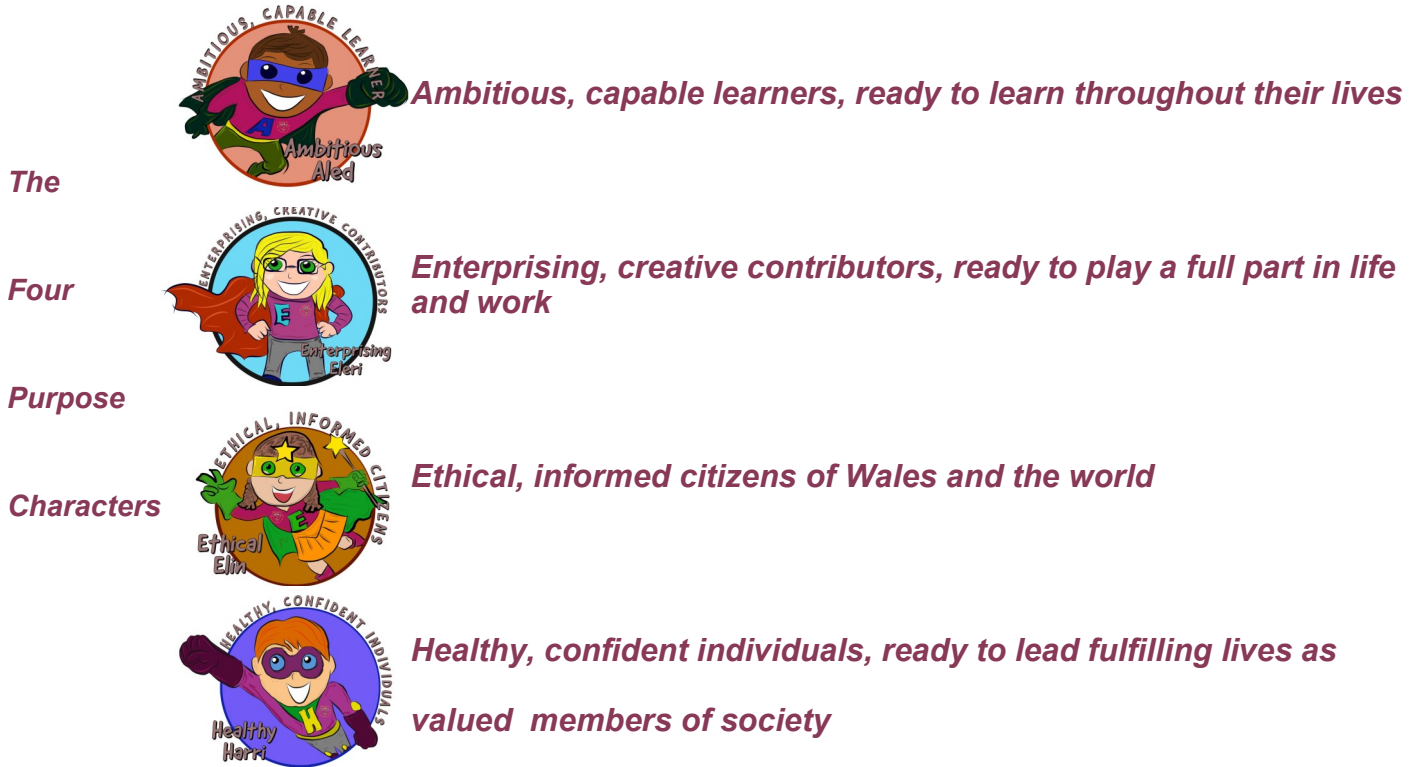 The
Four
Purpose
Characters
AMBITIOUS, CAPABLE LEARNER
A
Ambitious
Aled
Ambitious, capable learners, ready to learn throughout their lives
ENTERPRISING, CREATIVE CONTRIBUTORS
E
Enterprising
Eleri
Enterprising, creative contributors, ready to play a full part in life
and work
ETHICAL, INFORMED CITIZENS
E
Ethical
Elin
Ethical, informed citizens of Wales and the world
HEALTHY, CONFIDENT INDIVIDUALS
H
Healthy
Harri
Healthy, confident individuals, ready to lead fulfilling lives as
valued members of society